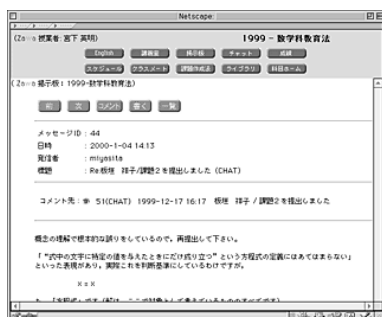 Netscape:
(Za 授業者: 宮下 英明) 1999 - 数学科教育法
English 講義室 掲示板 チャット 成績
スケジュール クラスメート 課題作成法 ライブラリ 科目ホーム
掲示板: 1999-数学科教育法)
前 次 コメント 書く 一覧
メッセージID : 44
日時 : 2000-1-04 14:13
発信者 : miyasita
標題 : Re:板垣 祥子/課題2を提出しました (CHAT)
コメント先: # 51(CHAT) 1999-12-17 16:17 板垣 祥子 / 課題2を提出しました
概念の理解で根本的な誤りをしているので、再提出して下さい。
「"式中の文字に特定の値を与えたときにだけ成り立つ" という方程式の定義にはあてはまらない」
といった表現があり、実際これを判断基準にしているわけですが、
x = x